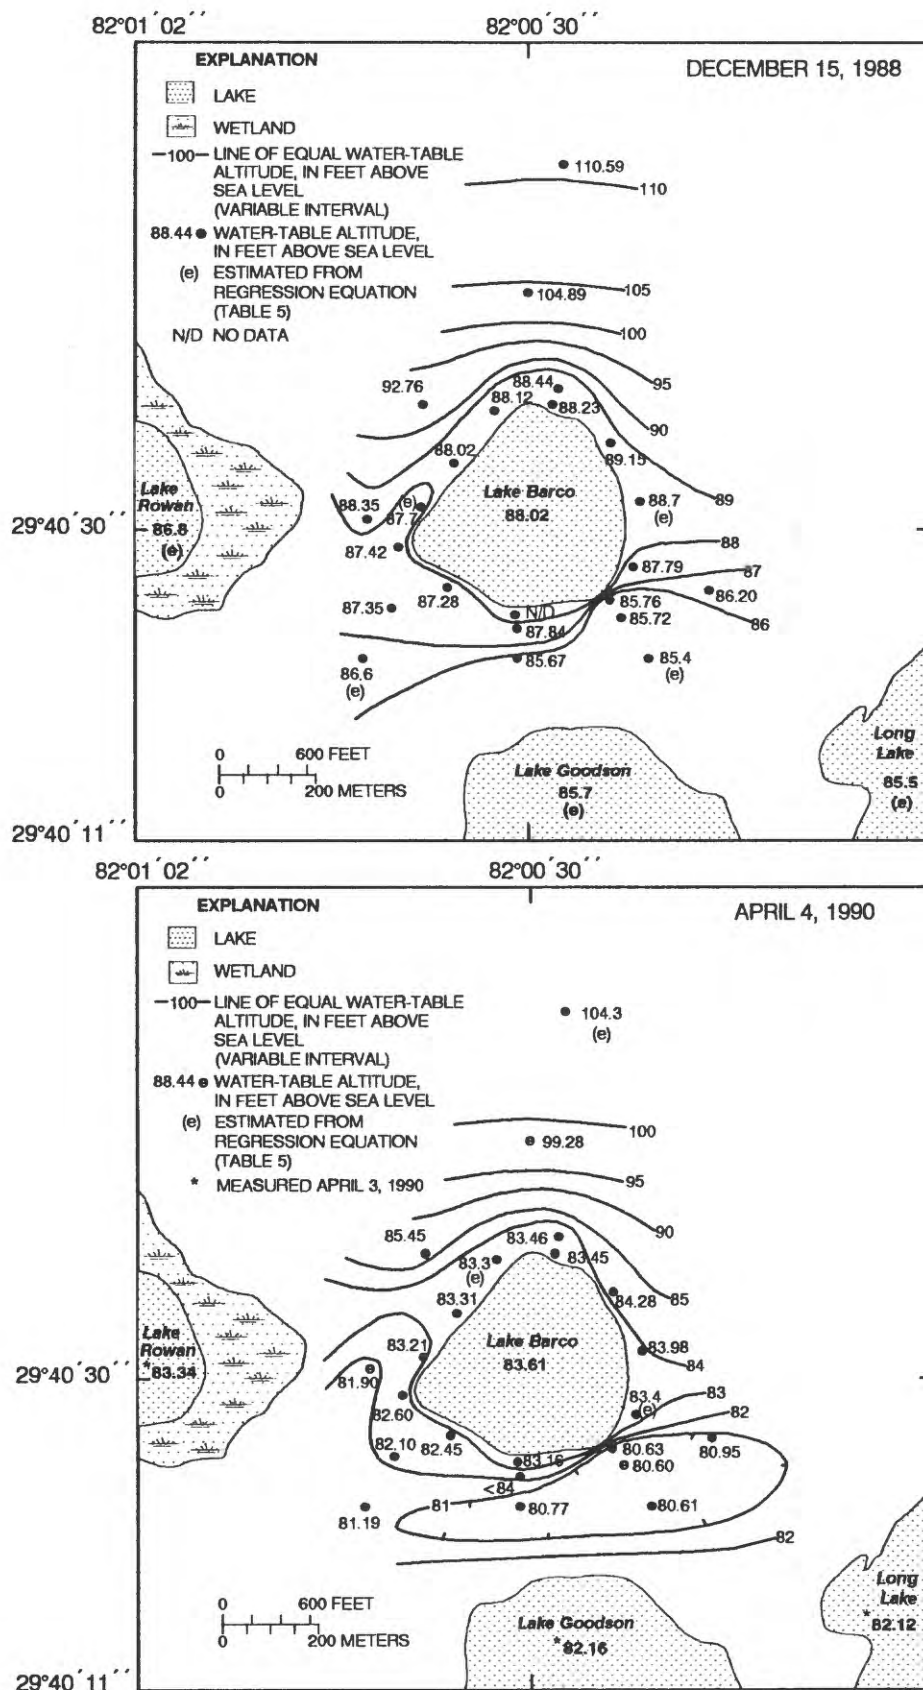 82°01´02´´
82°00´30´´
EXPLANATION
DECEMBER 15, 1988
LAKE
WETLAND
—100— LINE OF EQUAL WATER-TABLE
ALTITUDE, IN FEET ABOVE
SEA LEVEL
(VARIABLE INTERVAL)
88.44 ● WATER-TABLE ALTITUDE,
IN FEET ABOVE SEA LEVEL
(e) ESTIMATED FROM
REGRESSION EQUATION
(TABLE 5)
N/D NO DATA
110.59
110
105
104.89
100
95
92.76
88.44
88.12
88.23
90
89.15
88.02
Lake Barco
88.02
89
88.7
(e)
88.35
(e)
87.7
Lake
Rowan
86.8
(e)
29°40´30´´
87.42
88
87.79
87
86.20
87.28
87.35
N/D
85.76
85.72
86
87.84
85.67
86.6
(e)
85.4
(e)
0 600 FEET
0 200 METERS
Lake Goodson
85.7
(e)
Long
Lake
85.5
(e)
29°40´11´´
82°01´02´´
82°00´30´´
EXPLANATION
APRIL 4, 1990
LAKE
WETLAND
—100— LINE OF EQUAL WATER-TABLE
ALTITUDE, IN FEET ABOVE
SEA LEVEL
(VARIABLE INTERVAL)
88.44 ● WATER-TABLE ALTITUDE,
IN FEET ABOVE SEA LEVEL
(e) ESTIMATED FROM
REGRESSION EQUATION
(TABLE 5)
* MEASURED APRIL 3, 1990
104.3
(e)
100
99.28
95
90
85.45
83.46
83.45
83.3
(e)
84.28
85
83.31
Lake Barco
83.61
83.98
84
83.21
Lake
Rowan
*83.34
29°40´30´´
81.90
82.60
83.4
(e)
83
82
82.10
82.45
83.16
80.63
80.60
80.95
<84
81
81.19
80.77
80.61
82
0 600 FEET
0 200 METERS
Lake Goodson
*82.16
Long
Lake
*82.12
29°40´11´´